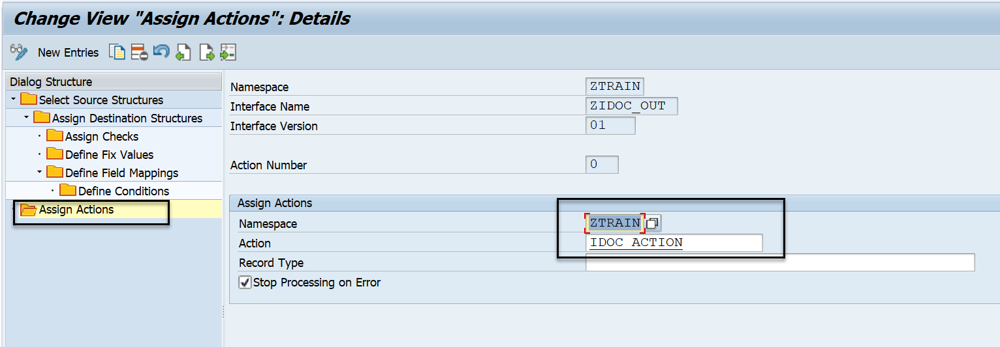 Change View "Assign Actions": Details
New Entries
Dialog Structure
Select Source Structures
Assign Destination Structures
Assign Checks
Define Fix Values
Define Field Mappings
Define Conditions
Assign Actions
Namespace ZTRAIN
Interface Name ZIDOC_OUT
Interface Version 01
Action Number 0
Assign Actions
Namespace ZTRAIN
Action IDOC_ACTION
Record Type
Stop Processing on Error